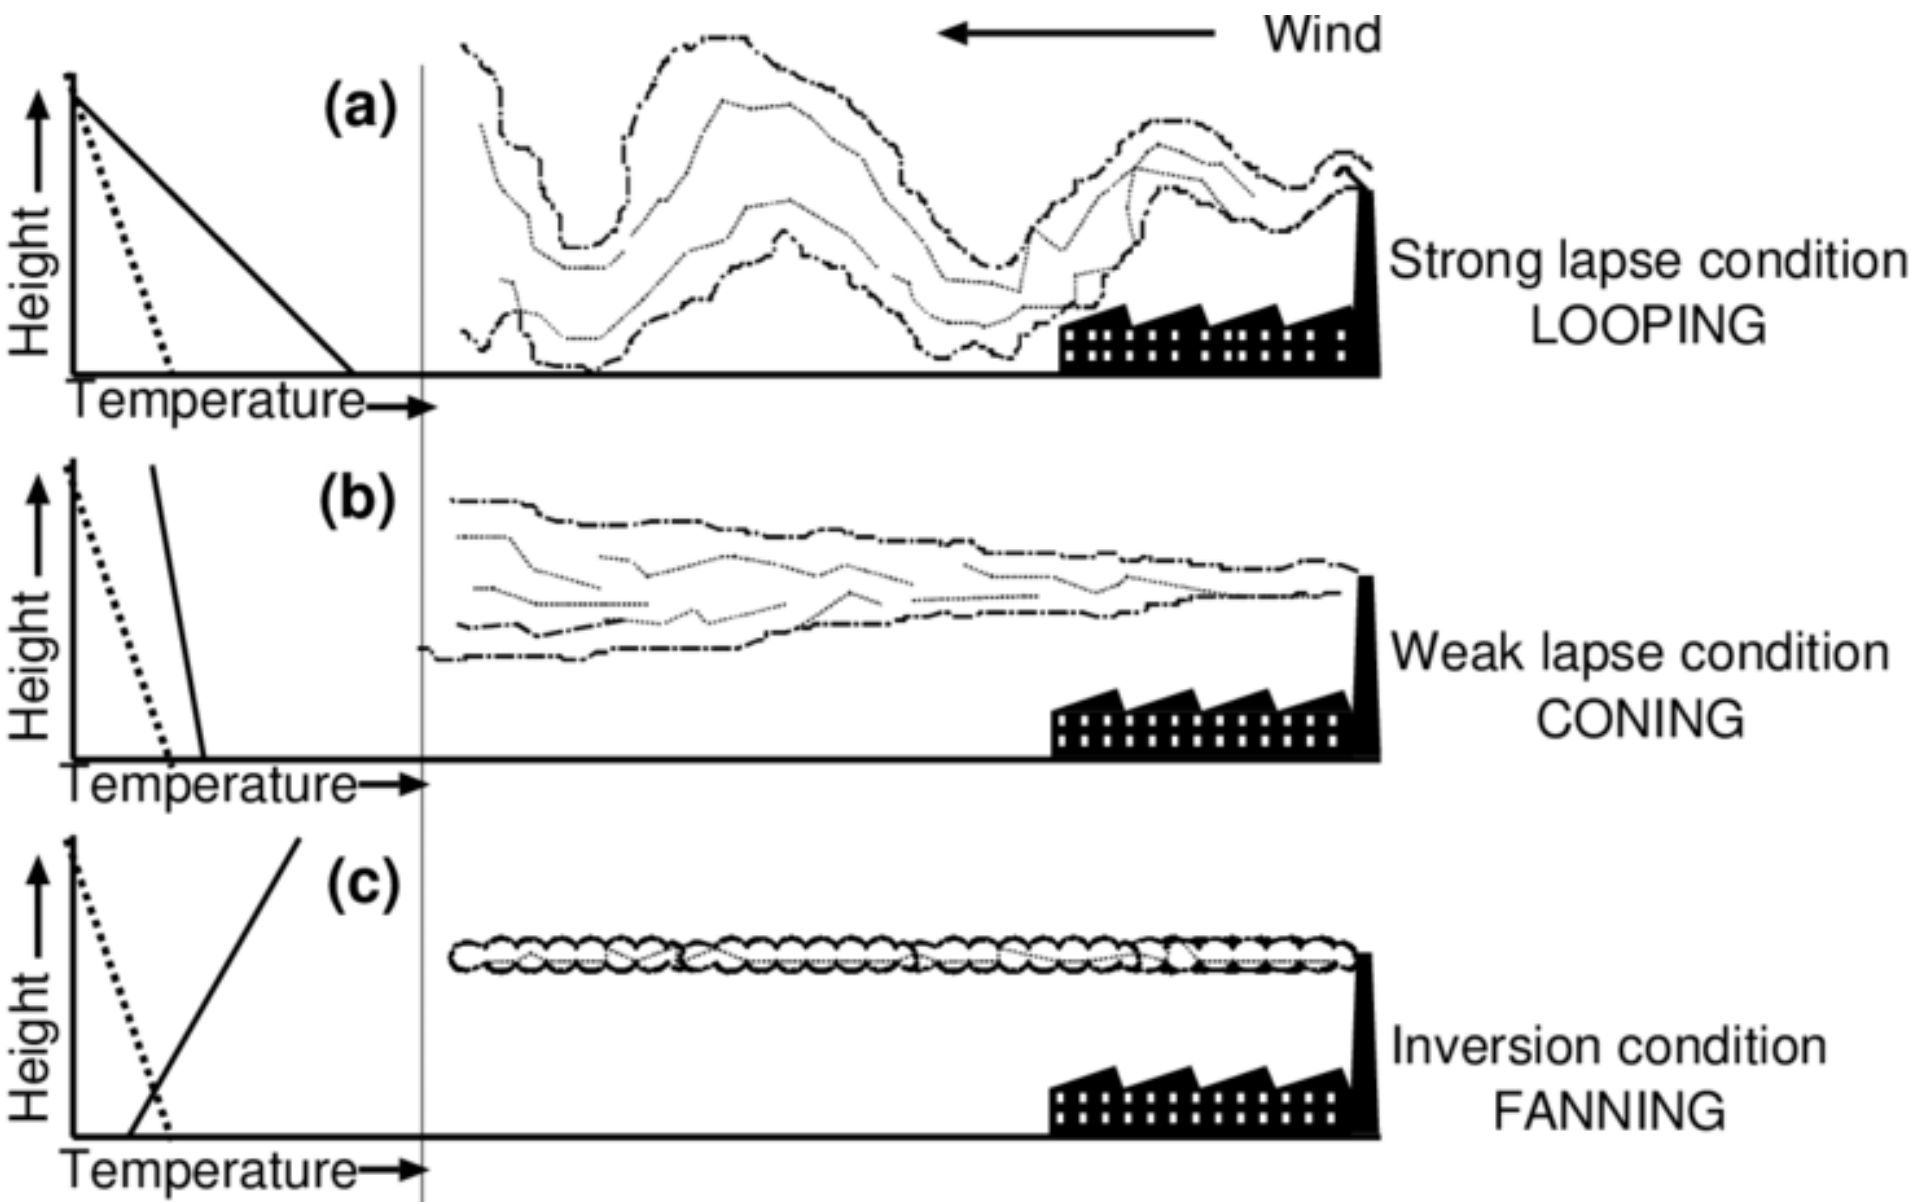 Wind
(a)
Height
Temperature
Strong lapse condition
LOOPING
(b)
Height
Temperature
Weak lapse condition
CONING
(c)
Height
Temperature
Inversion condition
FANNING